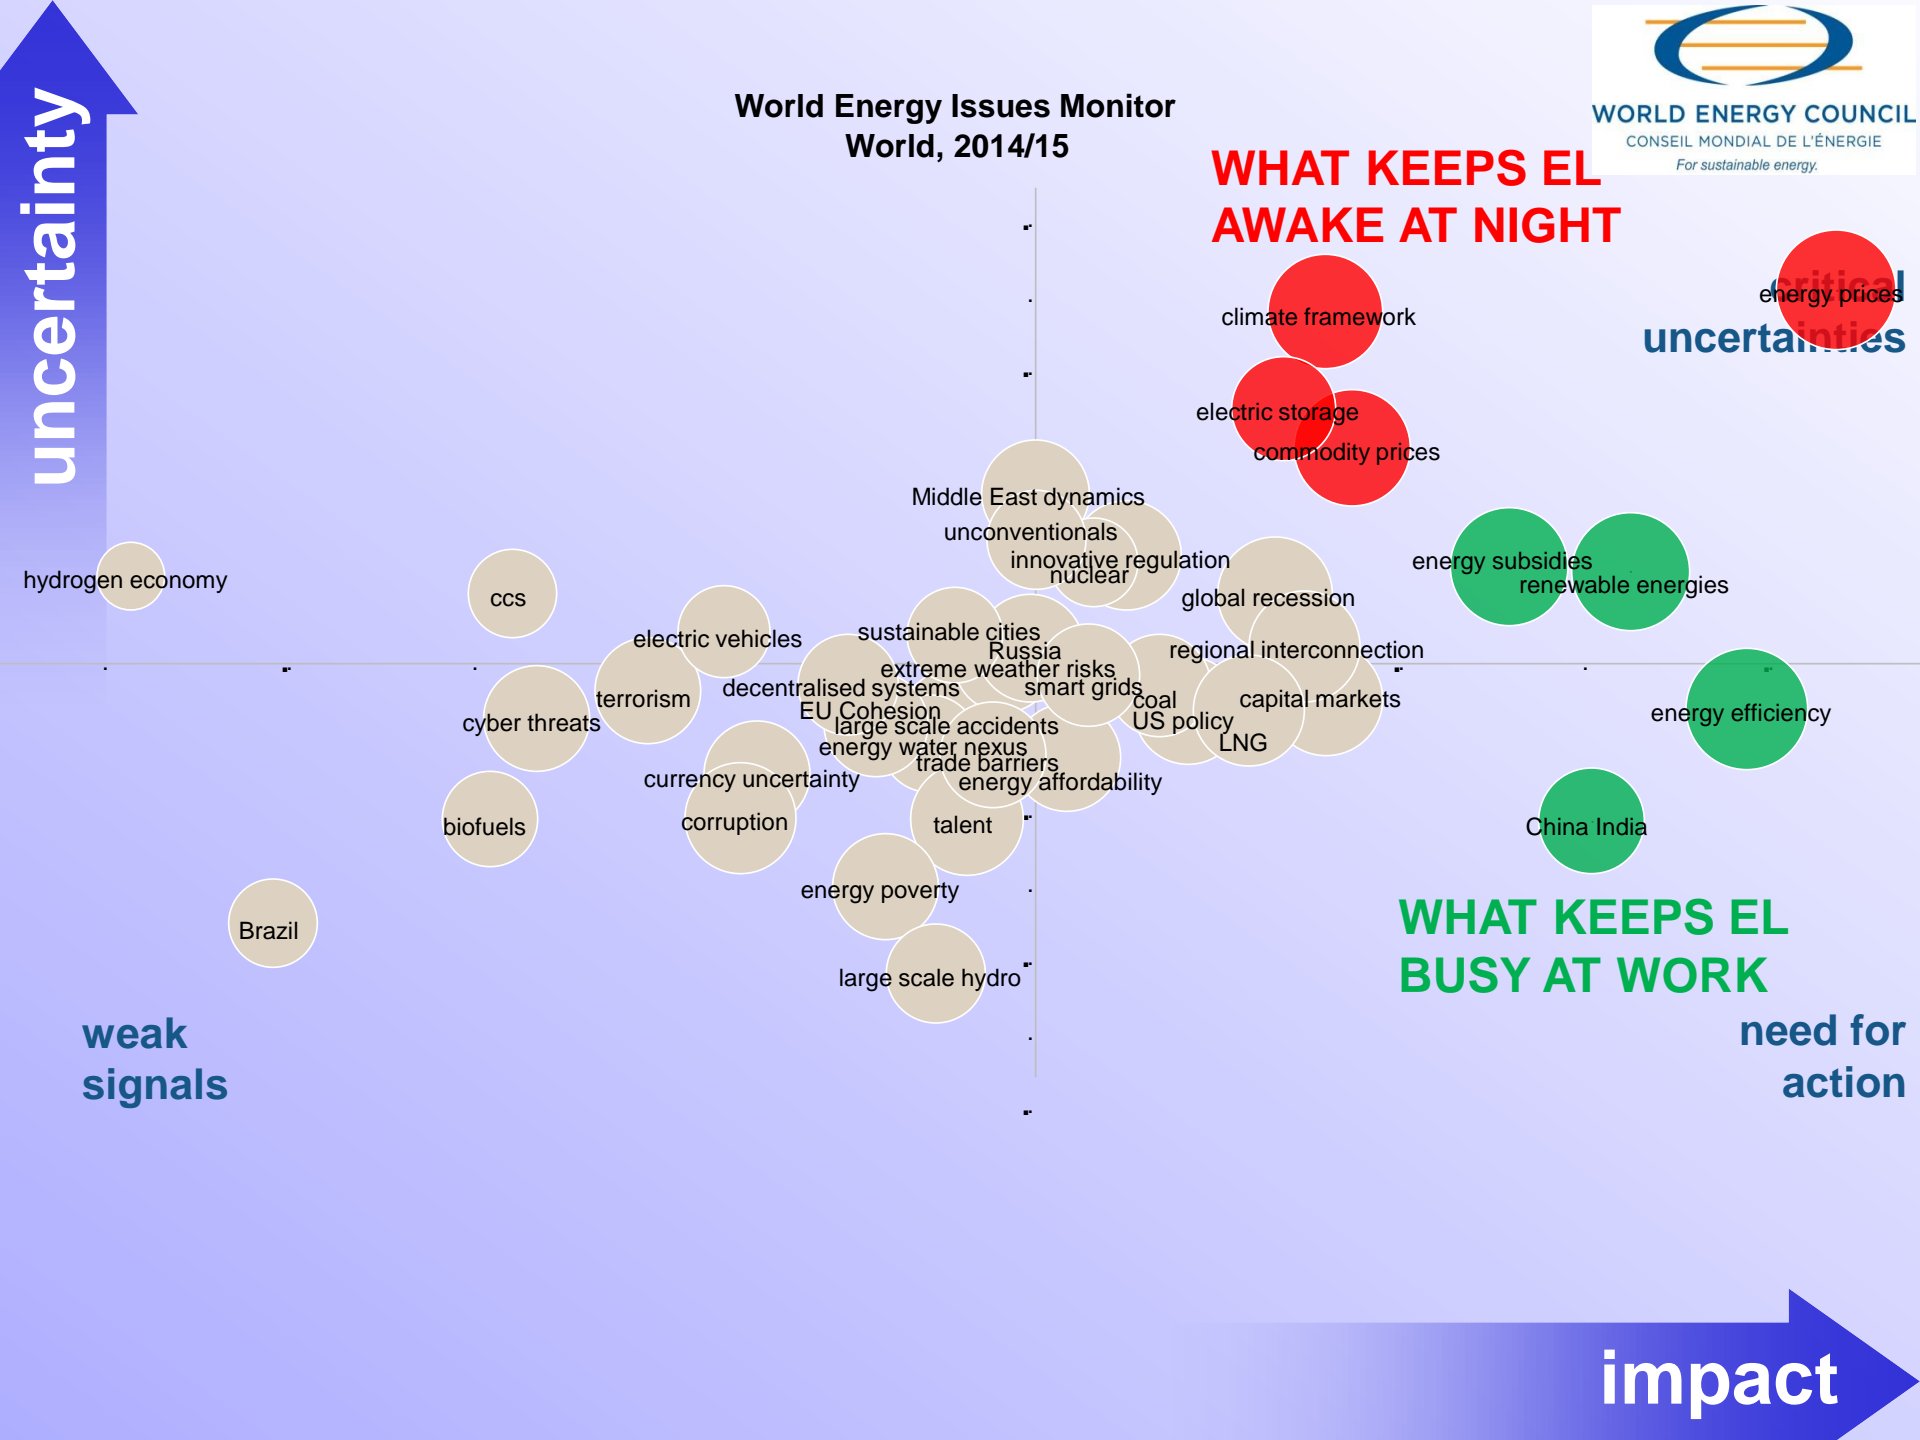 uncertainty
World Energy Issues Monitor
World, 2014/15
WORLD ENERGY COUNCIL
CONSEIL MONDIAL DE L'ÉNERGIE
For sustainable energy.
WHAT KEEPS EL
AWAKE AT NIGHT
critical
uncertainties
energy prices
climate framework
electric storage
commodity prices
Middle East dynamics
unconventionals
innovative regulation
nuclear
energy subsidies
renewable energies
hydrogen economy
ccs
global recession
electric vehicles
sustainable cities
Russia
regional interconnection
extreme weather risks
decentralised systems
smart grids
terrorism
coal
capital markets
EU Cohesion
energy efficiency
cyber threats
US policy
large scale accidents
LNG
energy water nexus
trade barriers
currency uncertainty
energy affordability
corruption
talent
biofuels
China India
energy poverty
Brazil
large scale hydro
WHAT KEEPS EL
BUSY AT WORK
weak
signals
need for
action
impact